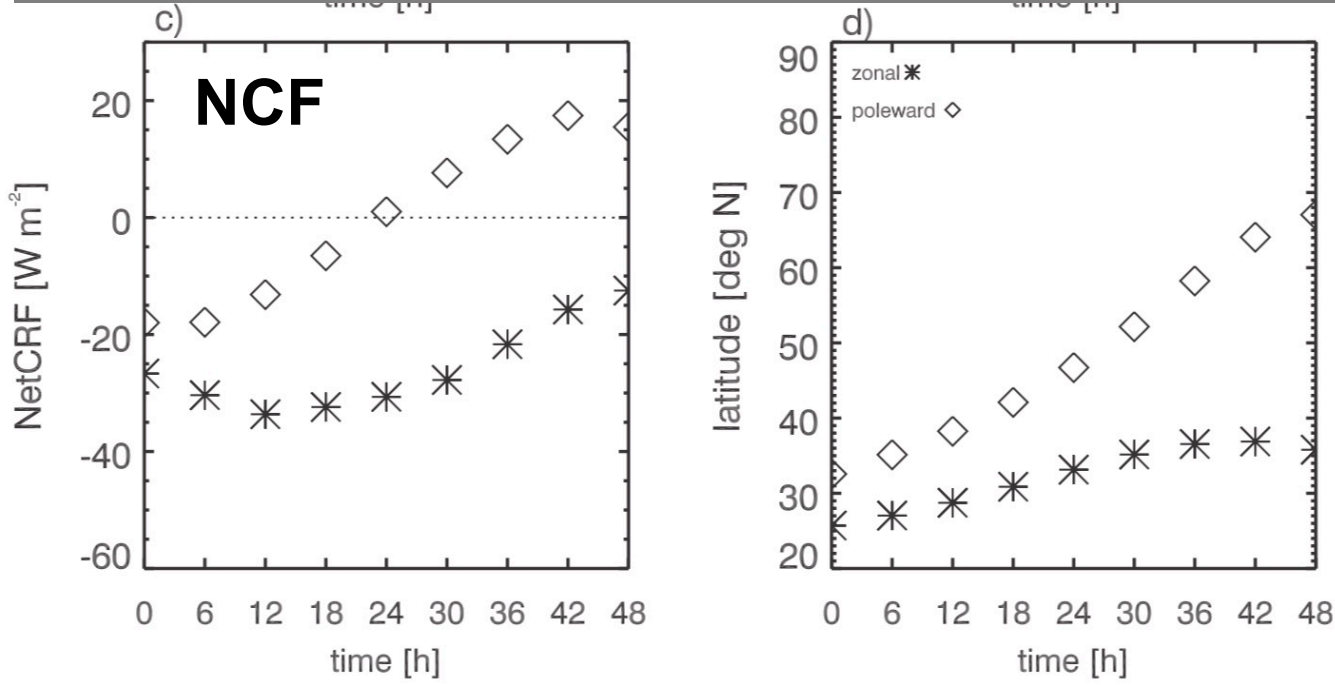 time [h]
time [h]
c)
NCF
20
0
-20
-40
-60
NetCRF [W m-2]
0 6 12 18 24 30 36 42 48
time [h]
d)
zonal
poleward
90
80
70
60
50
40
30
20
latitude [deg N]
0 6 12 18 24 30 36 42 48
time [h]